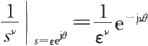 1/s^ν |_{s=εe^{jθ}} = 1/ε^ν e^{-jνθ}